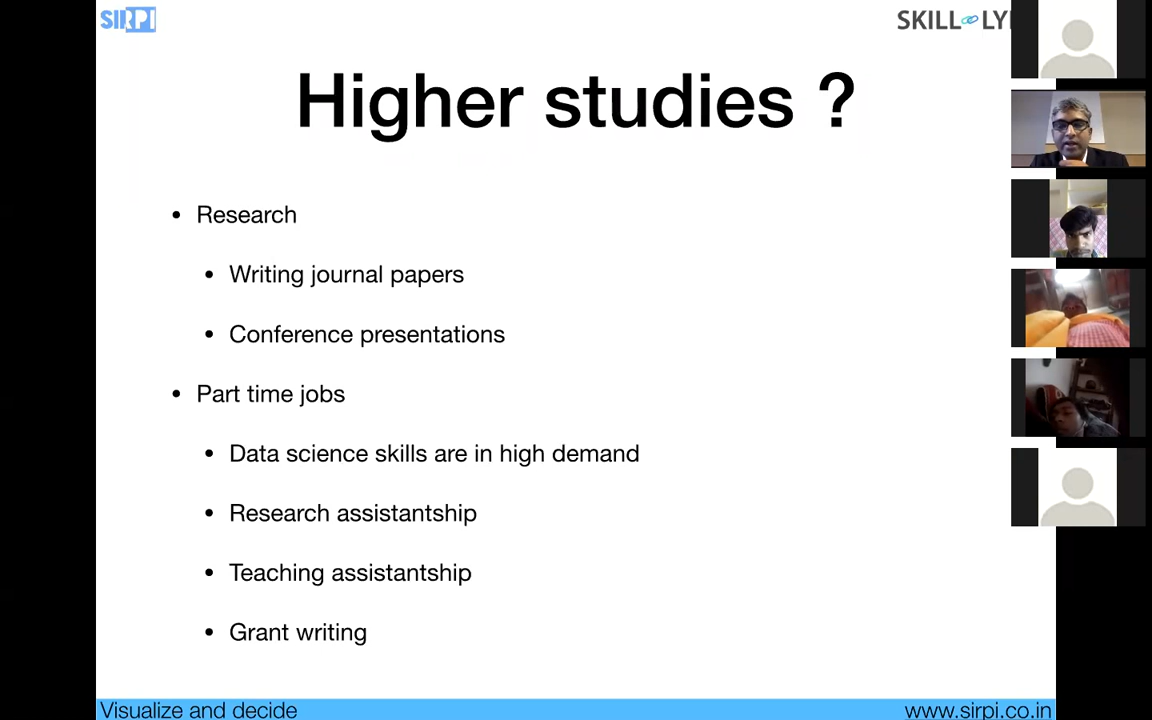 SIRPI
SKILL LY
Higher studies ?
• Research
• Writing journal papers
• Conference presentations
• Part time jobs
• Data science skills are in high demand
• Research assistantship
• Teaching assistantship
• Grant writing
Visualize and decide
www.sirpi.co.in